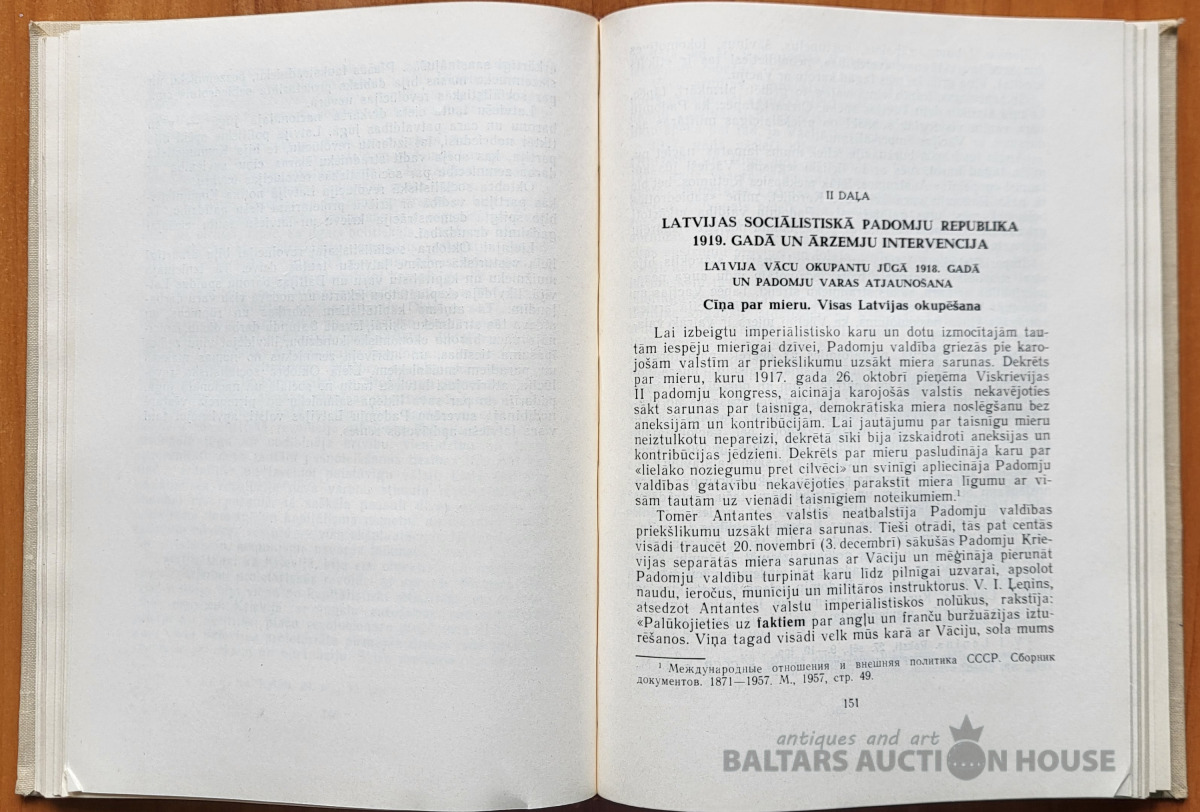 II DAĻA
LATVIJAS SOCIĀLISTISKĀ PADOMJU REPUBLIKA
1919. GADĀ UN ĀRZEMJU INTERVENCIJA
LATVIJA VĀCU OKUPANTU JŪGĀ 1918. GADĀ
UN PADOMJU VARAS ATJAUNOŠANA
Cīņa par mieru. Visas Latvijas okupēšana
Lai izbeigtu imperiālistisko karu un dotu izmocītajām tau-
tām iespēju mierīgai dzīvei, Padomju valdība griezās pie karo-
jošām valstīm ar priekšlikumu uzsākt miera sarunas. Dekrēts
par mieru, kuru 1917. gada 26. oktobrī pieņēma Viskrievijas
II padomju kongress, aicināja karojošās valstis nekavējoties
sākt sarunas par taisnīga, demokrātiska miera noslēgšanu bez
aneksijām un kontribūcijām. Lai jautājumu par taisnīgu mieru
neiztulkotu nepareizi, dekrētā sīki bija izskaidroti aneksijas un
kontribūcijas jēdzieni. Dekrēts par mieru pasludināja karu par
«lielāko noziegumu pret cilvēci» un svinīgi apliecināja Padomju
valdības gatavību nekavējoties parakstīt miera līgumu ar vi-
sām tautām uz vienādi taisnīgiem noteikumiem.¹
Tomēr Antantes valstis neatbalstīja Padomju valdības
priekšlikumu uzsākt miera sarunas. Tieši otrādi, tās pat centās
visādi traucēt 20. novembrī (3. decembrī) sākušās Padomju Krie-
vijas separātās miera sarunas ar Vāciju un mēģināja pierunāt
Padomju valdību turpināt karu līdz pilnīgai uzvarai, apsolot
naudu, ieročus, munīciju un militāros instruktorus. V. I. Ļeņins,
atsedzot Antantes valstu imperiālistiskos nolūkus, rakstīja:
«Palūkojieties uz faktiem par angļu un franču buržuāzijas iztu-
rēšanos. Viņa tagad visādi velk mūs karā ar Vāciju, sola mums
¹ Международные отношения и внешняя политика СССР. Сборник
документов. 1871—1957. М., 1957, стр. 49.
151
antiques and art
BALTARS AUCTION HOUSE